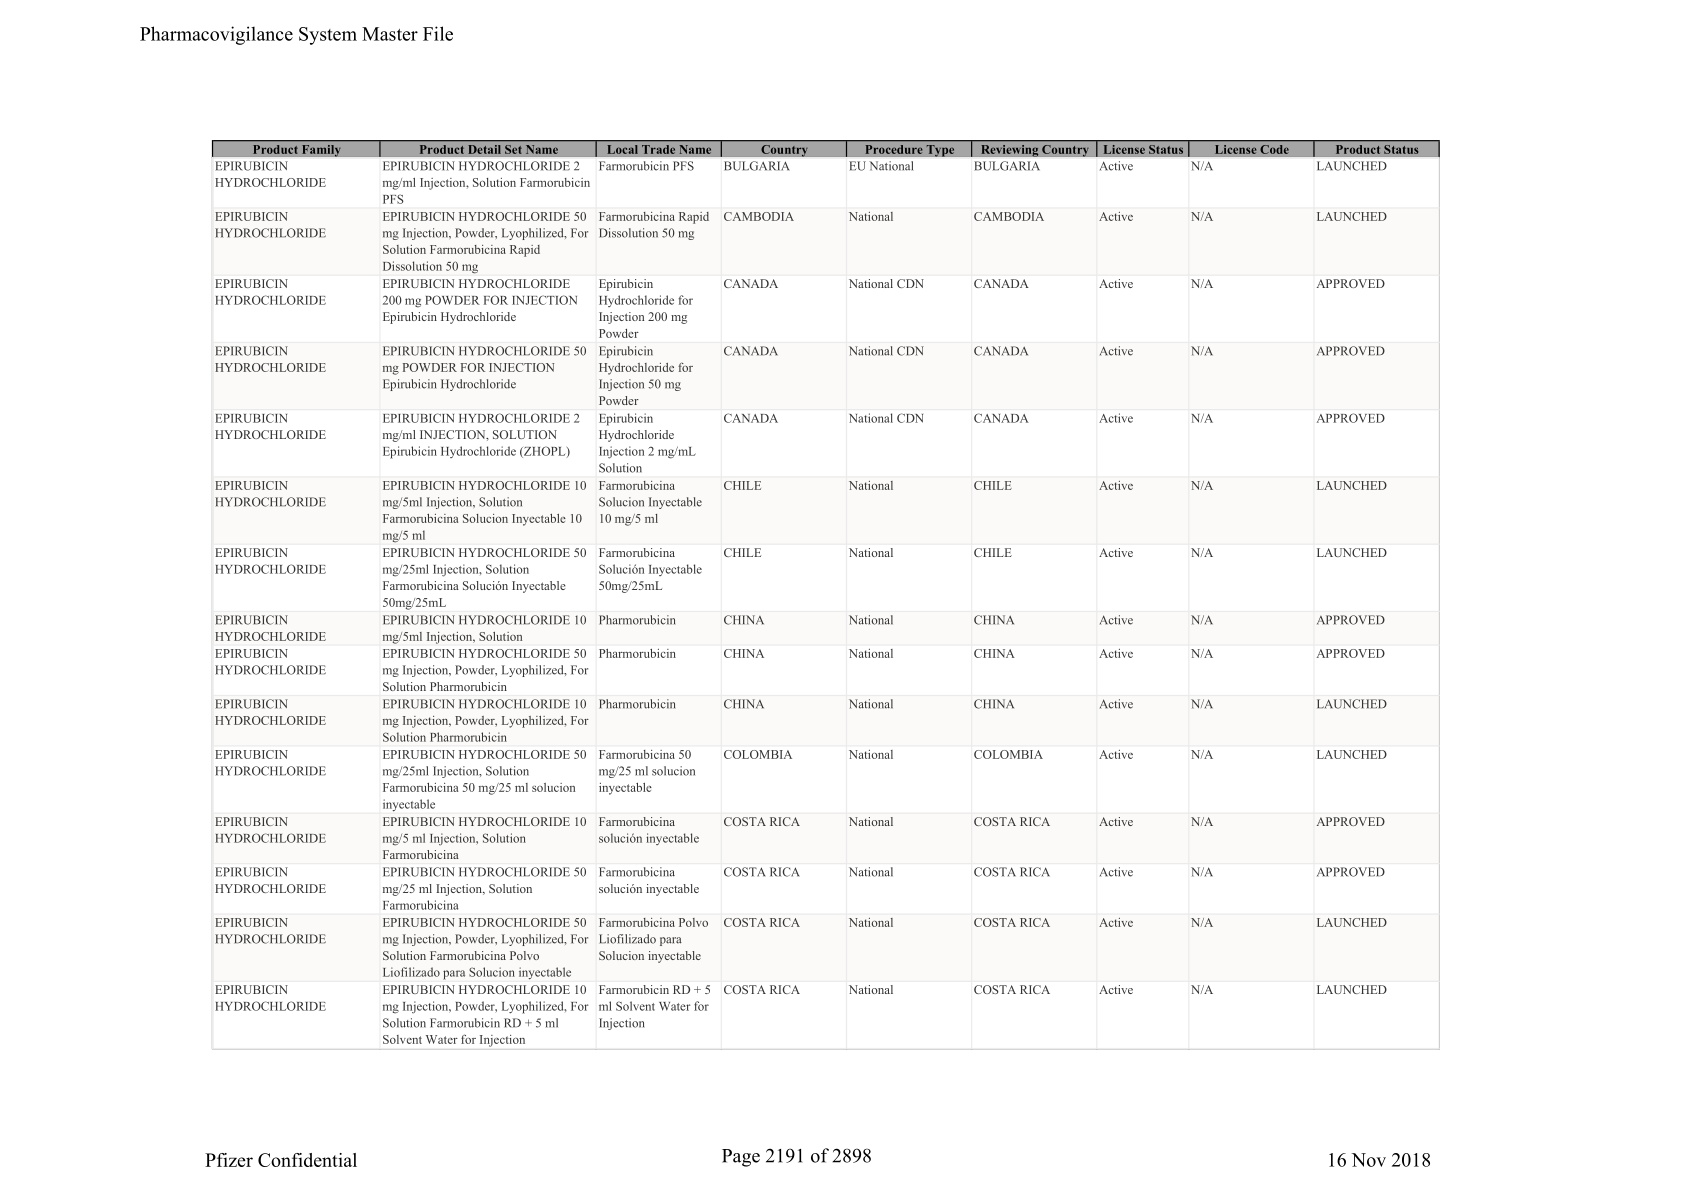 Pharmacovigilance System Master File
Product Family Product Detail Set Name Local Trade Name Country Procedure Type Reviewing Country License Status License Code Product Status
EPIRUBICIN EPIRUBICIN HYDROCHLORIDE 2 Farmorubicin PFS BULGARIA EU National BULGARIA Active N/A LAUNCHED
HYDROCHLORIDE mg/ml Injection, Solution Farmorubicin
PFS
EPIRUBICIN EPIRUBICIN HYDROCHLORIDE 50 Farmorubicina Rapid CAMBODIA National CAMBODIA Active N/A LAUNCHED
HYDROCHLORIDE mg Injection, Powder, Lyophilized, For Dissolution 50 mg
Solution Farmorubicina Rapid
Dissolution 50 mg
EPIRUBICIN EPIRUBICIN HYDROCHLORIDE Epirubicin CANADA National CDN CANADA Active N/A APPROVED
HYDROCHLORIDE 200 mg POWDER FOR INJECTION Hydrochloride for
Epirubicin Hydrochloride Injection 200 mg
Powder
EPIRUBICIN EPIRUBICIN HYDROCHLORIDE 50 Epirubicin CANADA National CDN CANADA Active N/A APPROVED
HYDROCHLORIDE mg POWDER FOR INJECTION Hydrochloride for
Epirubicin Hydrochloride Injection 50 mg
Powder
EPIRUBICIN EPIRUBICIN HYDROCHLORIDE 2 Epirubicin CANADA National CDN CANADA Active N/A APPROVED
HYDROCHLORIDE mg/ml INJECTION, SOLUTION Hydrochloride
Epirubicin Hydrochloride (ZHOPL) Injection 2 mg/mL
Solution
EPIRUBICIN EPIRUBICIN HYDROCHLORIDE 10 Farmorubicina CHILE National CHILE Active N/A LAUNCHED
HYDROCHLORIDE mg/5ml Injection, Solution Solucion Inyectable
Farmorubicina Solucion Inyectable 10 10 mg/5 ml
mg/5 ml
EPIRUBICIN EPIRUBICIN HYDROCHLORIDE 50 Farmorubicina CHILE National CHILE Active N/A LAUNCHED
HYDROCHLORIDE mg/25ml Injection, Solution Solución Inyectable
Farmorubicina Solución Inyectable 50mg/25mL
50mg/25mL
EPIRUBICIN EPIRUBICIN HYDROCHLORIDE 10 Pharmorubicin CHINA National CHINA Active N/A APPROVED
HYDROCHLORIDE mg/5ml Injection, Solution
EPIRUBICIN EPIRUBICIN HYDROCHLORIDE 50 Pharmorubicin CHINA National CHINA Active N/A APPROVED
HYDROCHLORIDE mg Injection, Powder, Lyophilized, For
Solution Pharmorubicin
EPIRUBICIN EPIRUBICIN HYDROCHLORIDE 10 Pharmorubicin CHINA National CHINA Active N/A LAUNCHED
HYDROCHLORIDE mg Injection, Powder, Lyophilized, For
Solution Pharmorubicin
EPIRUBICIN EPIRUBICIN HYDROCHLORIDE 50 Farmorubicina 50 COLOMBIA National COLOMBIA Active N/A LAUNCHED
HYDROCHLORIDE mg/25ml Injection, Solution mg/25 ml solucion
Farmorubicina 50 mg/25 ml solucion inyectable
inyectable
EPIRUBICIN EPIRUBICIN HYDROCHLORIDE 10 Farmorubicina COSTA RICA National COSTA RICA Active N/A APPROVED
HYDROCHLORIDE mg/5 ml Injection, Solution solución inyectable
Farmorubicina
EPIRUBICIN EPIRUBICIN HYDROCHLORIDE 50 Farmorubicina COSTA RICA National COSTA RICA Active N/A APPROVED
HYDROCHLORIDE mg/25 ml Injection, Solution solución inyectable
Farmorubicina
EPIRUBICIN EPIRUBICIN HYDROCHLORIDE 50 Farmorubicina Polvo COSTA RICA National COSTA RICA Active N/A LAUNCHED
HYDROCHLORIDE mg Injection, Powder, Lyophilized, For Liofilizado para
Solution Farmorubicina Polvo Solucion inyectable
Liofilizado para Solucion inyectable
EPIRUBICIN EPIRUBICIN HYDROCHLORIDE 10 Farmorubicin RD + 5 COSTA RICA National COSTA RICA Active N/A LAUNCHED
HYDROCHLORIDE mg Injection, Powder, Lyophilized, For ml Solvent Water for
Solution Farmorubicin RD + 5 ml Injection
Solvent Water for Injection
Pfizer Confidential Page 2191 of 2898 16 Nov 2018